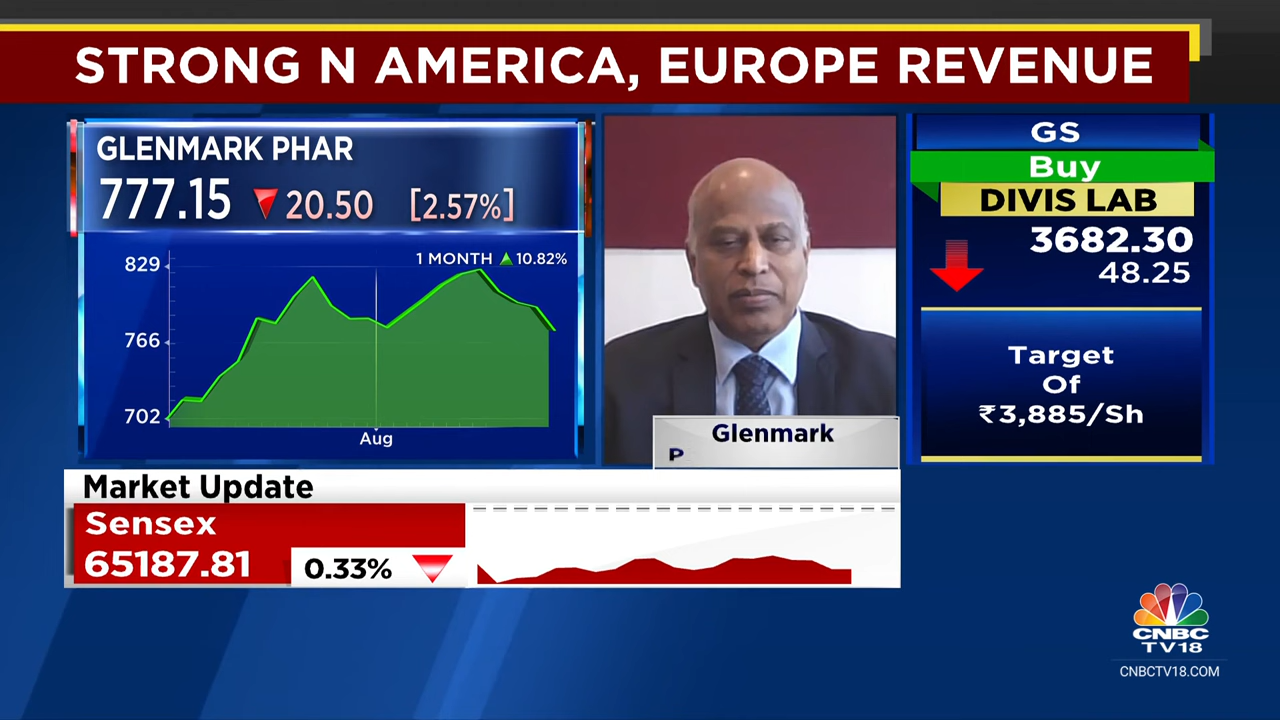 STRONG N AMERICA, EUROPE REVENUE
GLENMARK PHAR
777.15 ▼ 20.50 [2.57%]
1 MONTH ▲ 10.82%
829
766
702
Aug
Glenmark
P
GS
Buy
DIVIS LAB
3682.30
48.25
Target
Of
₹3,885/Sh
Market Update
Sensex
65187.81
0.33%
CNBC
TV18
CNBCTV18.COM